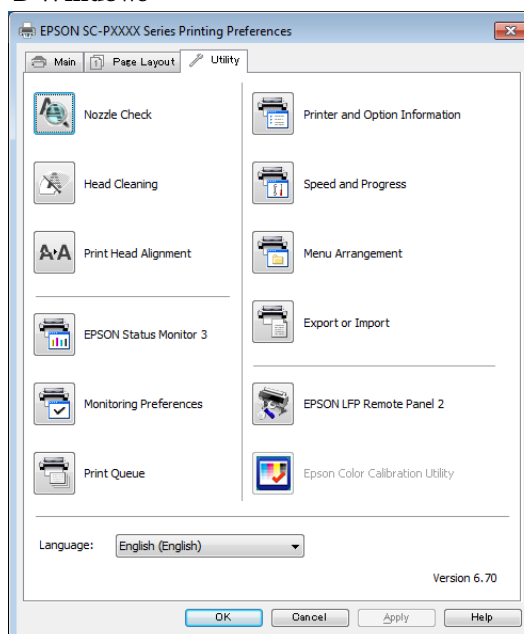 EPSON SC-PXXXX Series Printing Preferences
Main
Page Layout
Utility
Nozzle Check
Printer and Option Information
Head Cleaning
Speed and Progress
Print Head Alignment
Menu Arrangement
Export or Import
EPSON Status Monitor 3
Monitoring Preferences
EPSON LFP Remote Panel 2
Print Queue
Epson Color Calibration Utility
Language:
English (English)
Version 6.70
OK
Cancel
Apply
Help